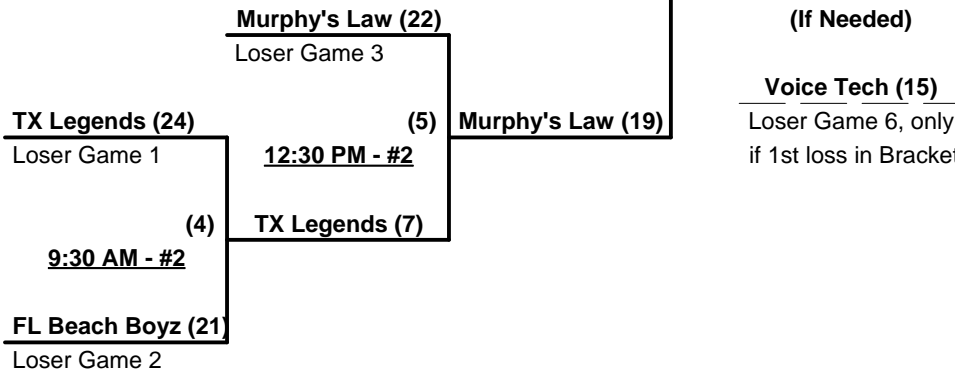 Murphy's Law (22)
Loser Game 3
(If Needed)
Voice Tech (15)
Loser Game 6, only
if 1st loss in Bracket
TX Legends (24)
Loser Game 1
(5)
12:30 PM - #2
Murphy's Law (19)
(4)
9:30 AM - #2
TX Legends (7)
FL Beach Boyz (21)
Loser Game 2